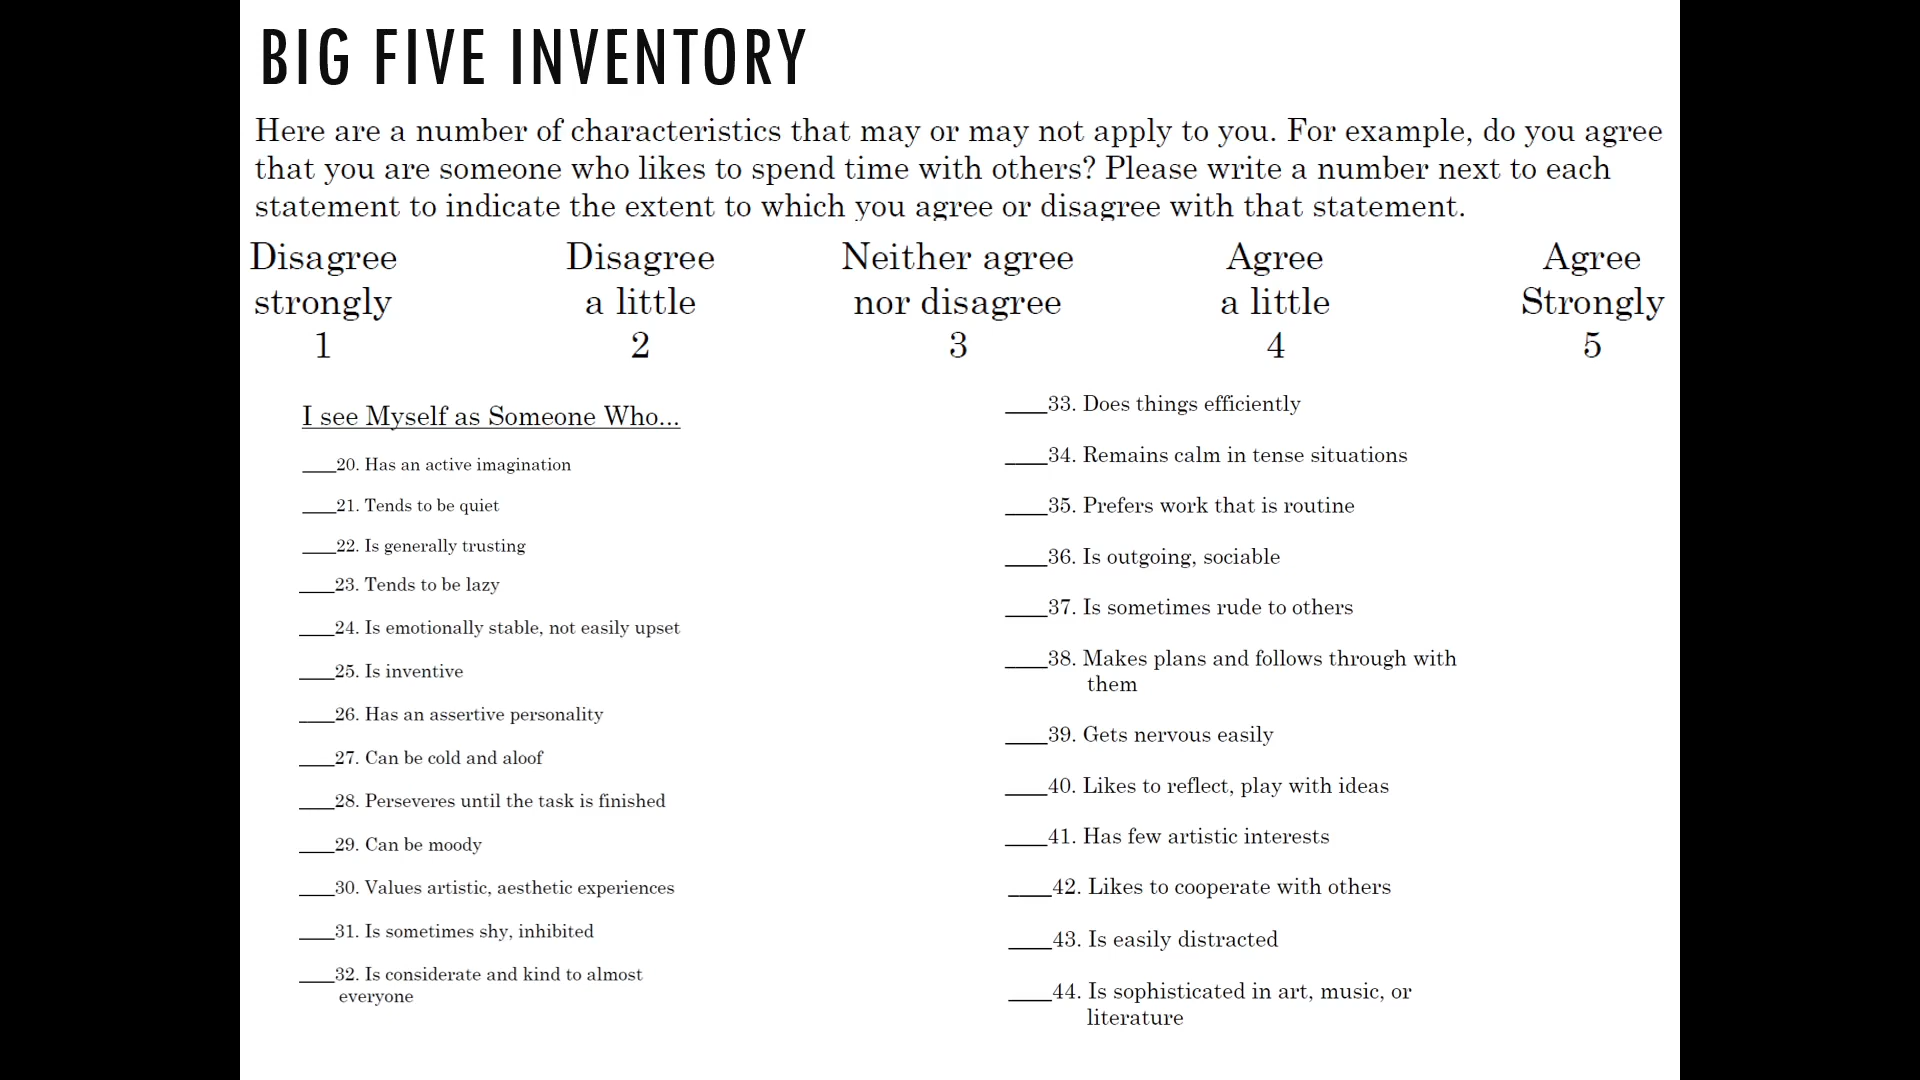 BIG FIVE INVENTORY
Here are a number of characteristics that may or may not apply to you. For example, do you agree
that you are someone who likes to spend time with others? Please write a number next to each
statement to indicate the extent to which you agree or disagree with that statement.
Disagree strongly 1
Disagree a little 2
Neither agree nor disagree 3
Agree a little 4
Agree Strongly 5
I see Myself as Someone Who...
____20. Has an active imagination
____21. Tends to be quiet
____22. Is generally trusting
____23. Tends to be lazy
____24. Is emotionally stable, not easily upset
____25. Is inventive
____26. Has an assertive personality
____27. Can be cold and aloof
____28. Perseveres until the task is finished
____29. Can be moody
____30. Values artistic, aesthetic experiences
____31. Is sometimes shy, inhibited
____32. Is considerate and kind to almost
everyone
____33. Does things efficiently
____34. Remains calm in tense situations
____35. Prefers work that is routine
____36. Is outgoing, sociable
____37. Is sometimes rude to others
____38. Makes plans and follows through with
them
____39. Gets nervous easily
____40. Likes to reflect, play with ideas
____41. Has few artistic interests
____42. Likes to cooperate with others
____43. Is easily distracted
____44. Is sophisticated in art, music, or
literature